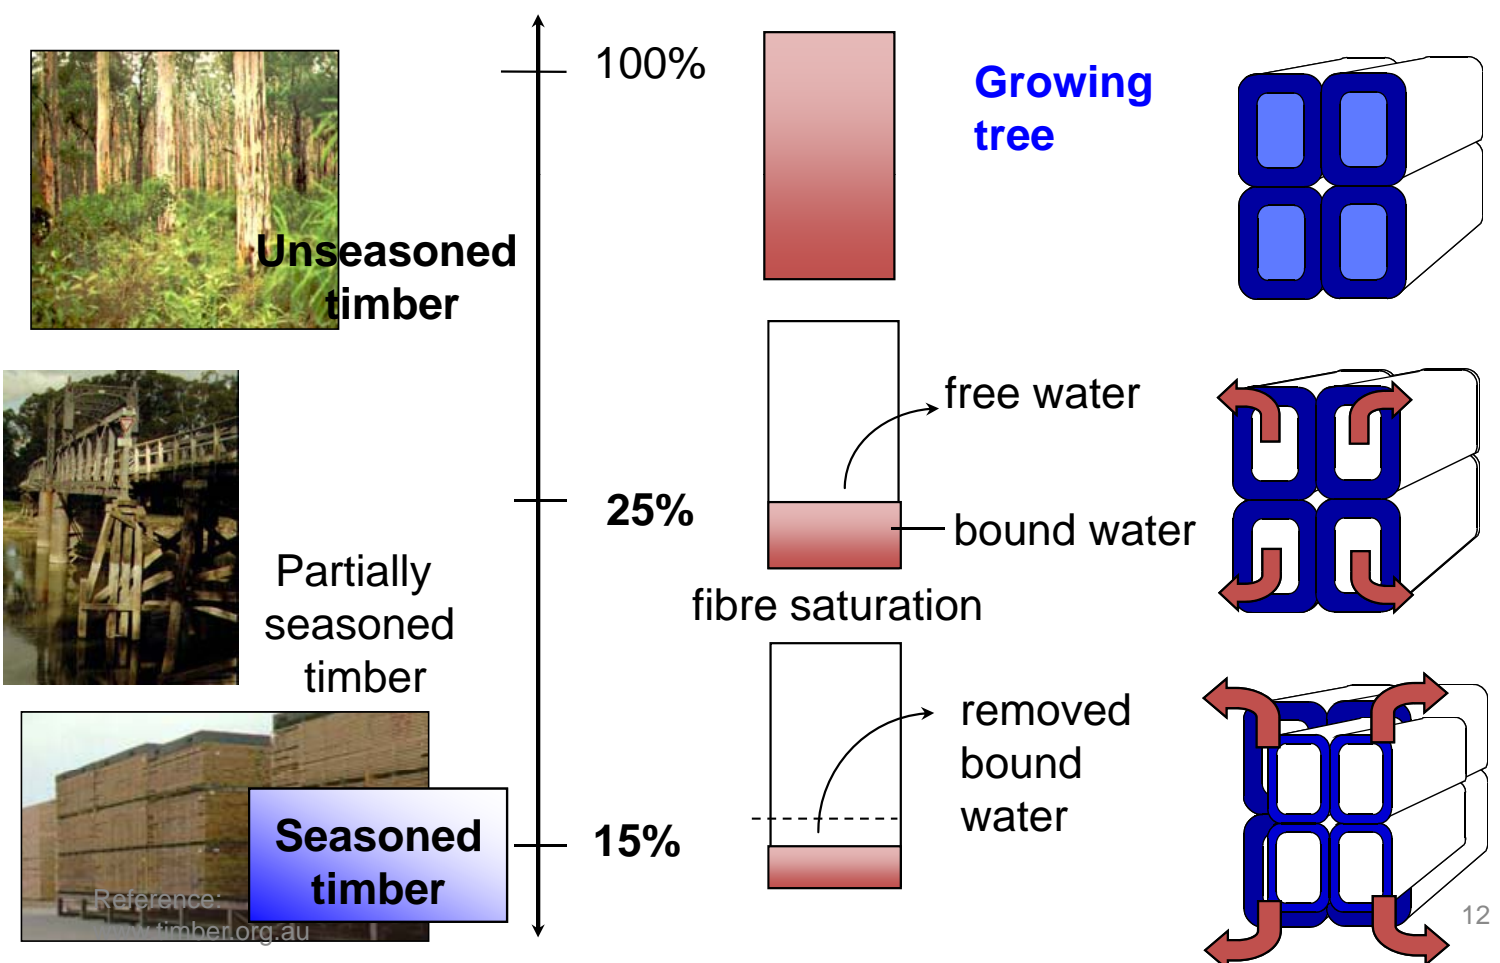 100%
Growing
tree
Unseasoned
timber
free water
25%
bound water
Partially
seasoned
timber
fibre saturation
removed
bound
water
15%
Seasoned
timber
Reference:
www.timber.org.au
12